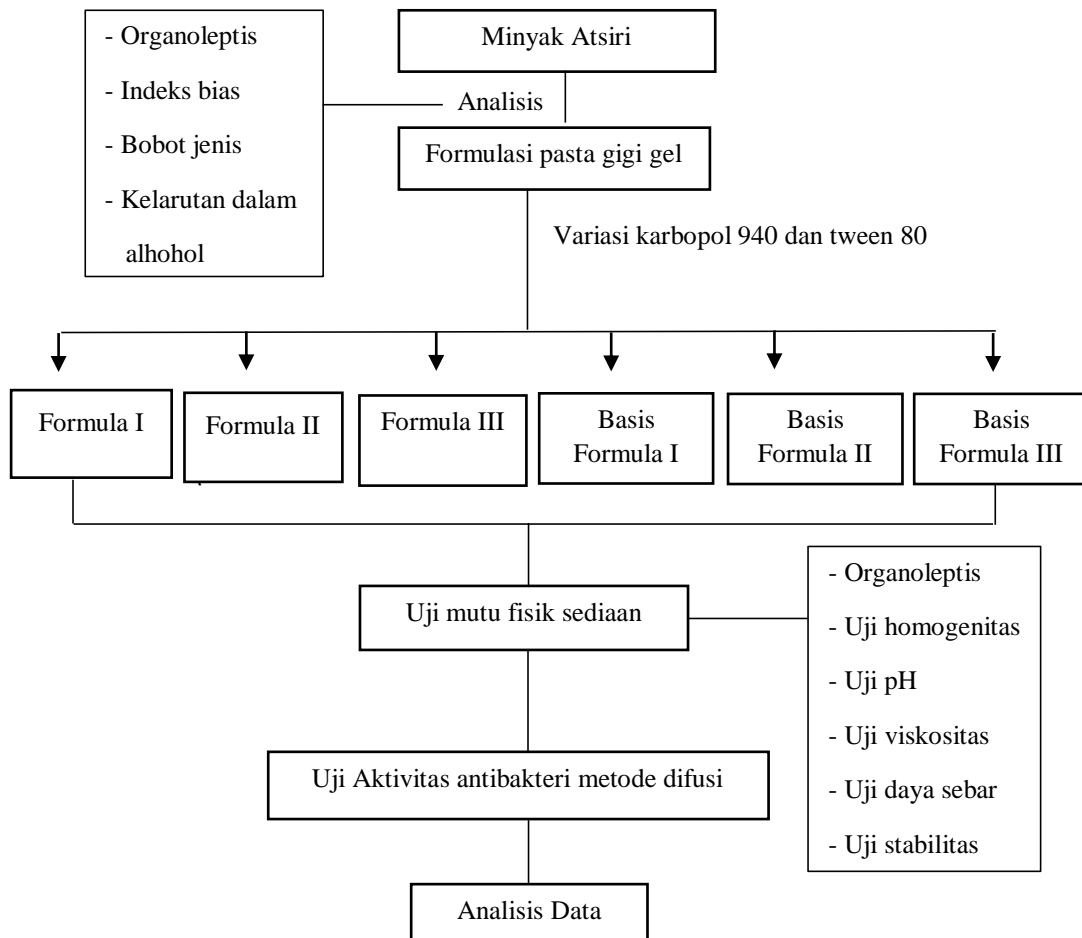 Minyak Atsiri
- Organoleptis
- Indeks bias
- Bobot jenis
- Kelarutan dalam
alhohol
Analisis
Formulasi pasta gigi gel
Variasi karbopol 940 dan tween 80
Formula I
Formula II
Formula III
Basis
Formula I
Basis
Formula II
Basis
Formula III
Uji mutu fisik sediaan
- Organoleptis
- Uji homogenitas
- Uji pH
- Uji viskositas
- Uji daya sebar
- Uji stabilitas
Uji Aktivitas antibakteri metode difusi
Analisis Data